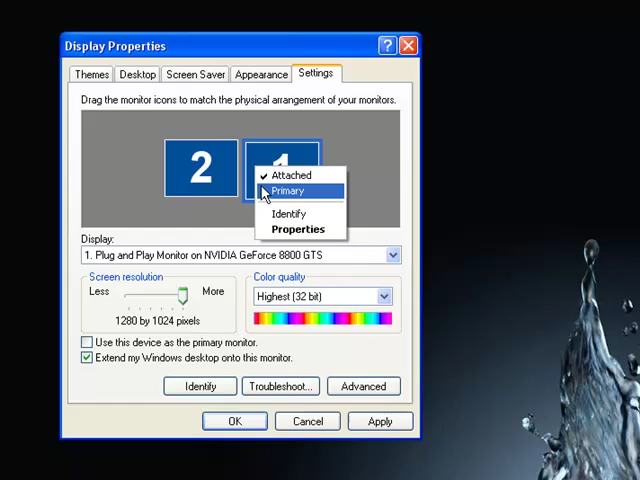 Display Properties
Themes Desktop Screen Saver Appearance Settings
Drag the monitor icons to match the physical arrangement of your monitors.
2 1
Attached
Primary
Identify
Properties
Display:
1. Plug and Play Monitor on NVIDIA GeForce 8800 GTS
Screen resolution
Less More
1280 by 1024 pixels
Color quality
Highest (32 bit)
Use this device as the primary monitor.
Extend my Windows desktop onto this monitor.
Identify Troubleshoot... Advanced
OK Cancel Apply